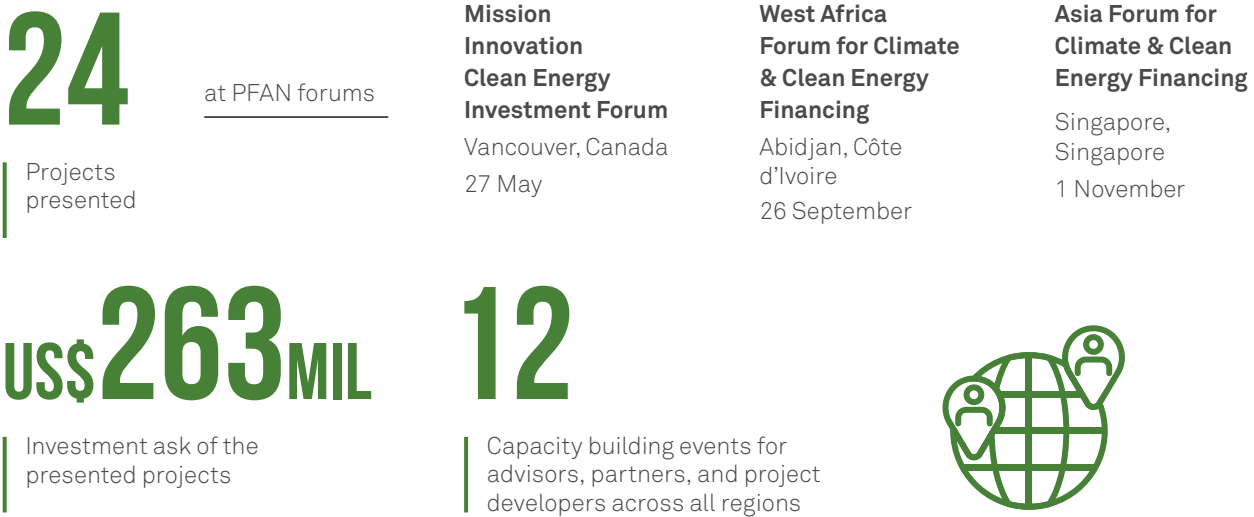 24
Projects
presented
at PFAN forums
Mission
Innovation
Clean Energy
Investment Forum
Vancouver, Canada
27 May
West Africa
Forum for Climate
& Clean Energy
Financing
Abidjan, Côte
d’Ivoire
26 September
Asia Forum for
Climate & Clean
Energy Financing
Singapore,
Singapore
1 November
US$263MIL
Investment ask of the
presented projects
12
Capacity building events for
advisors, partners, and project
developers across all regions